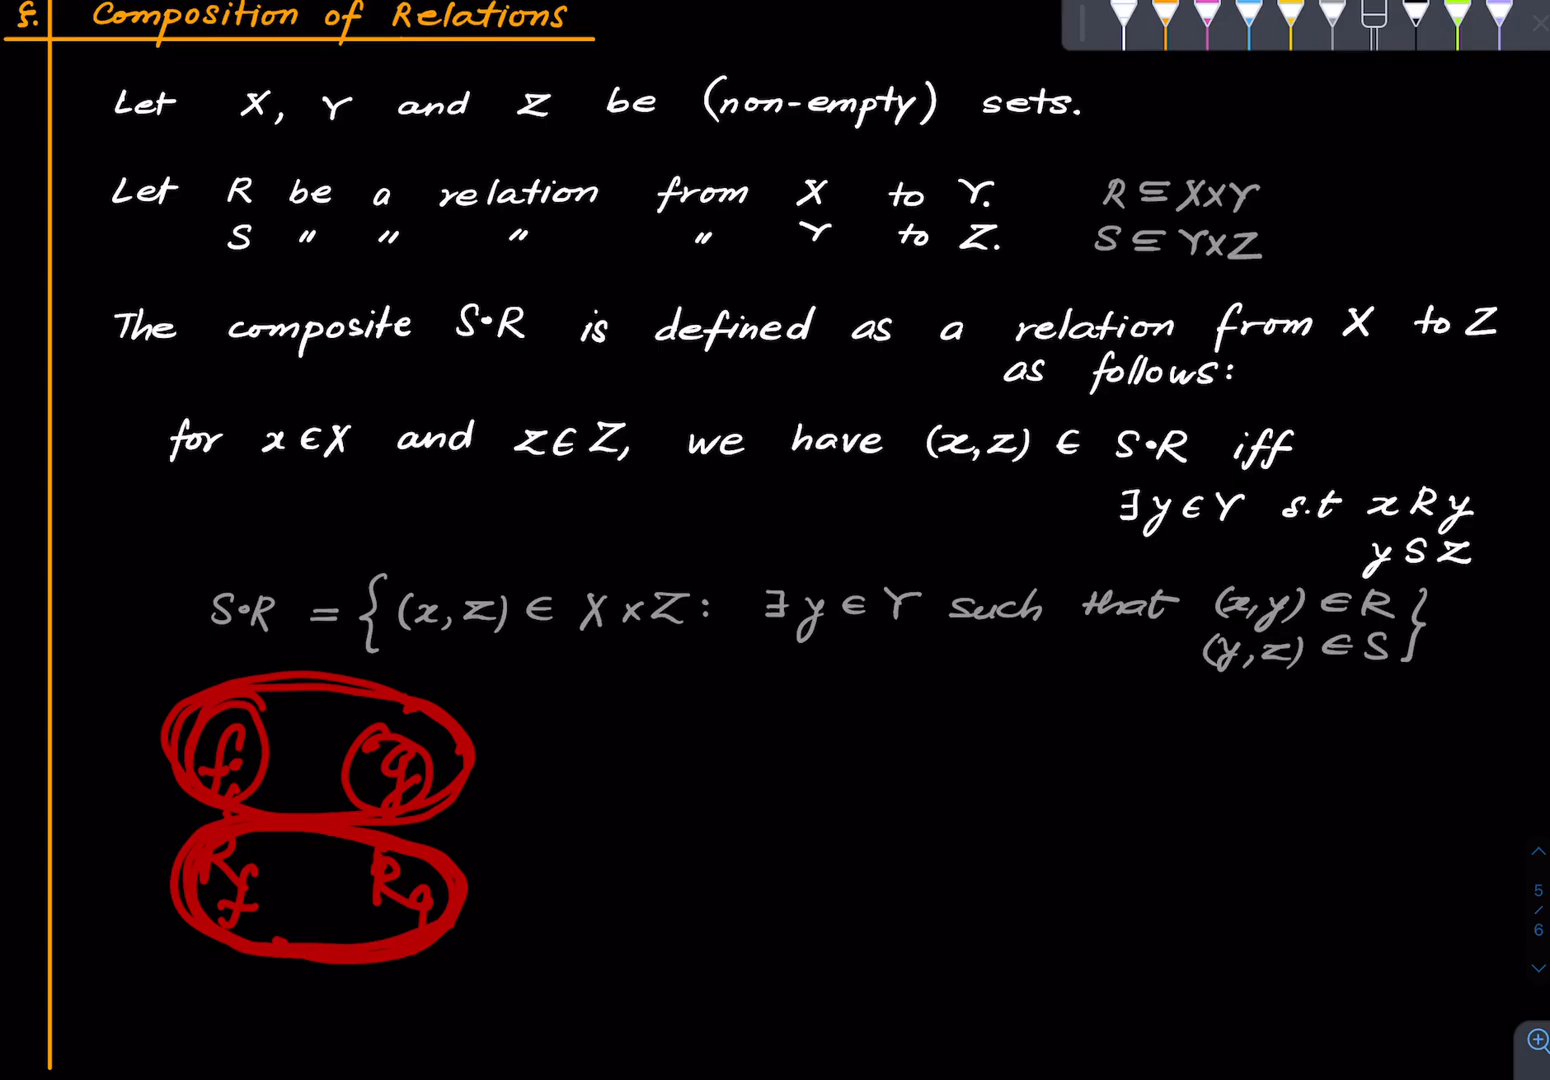 §. Composition of Relations
Let X, Y and Z be (non-empty) sets.
Let R be a relation from X to Y. R ⊆ X×Y
S " " " " Y to Z. S ⊆ Y×Z
The composite S∘R is defined as a relation from X to Z
as follows:
for x ∈ X and z ∈ Z, we have (x,z) ∈ S∘R iff
∃ y ∈ Y s.t x R y
y S z
S∘R = {(x,z) ∈ X×Z : ∃ y ∈ Y such that (x,y) ∈ R
(y,z) ∈ S}
f g
R_f R_g
5
/
6